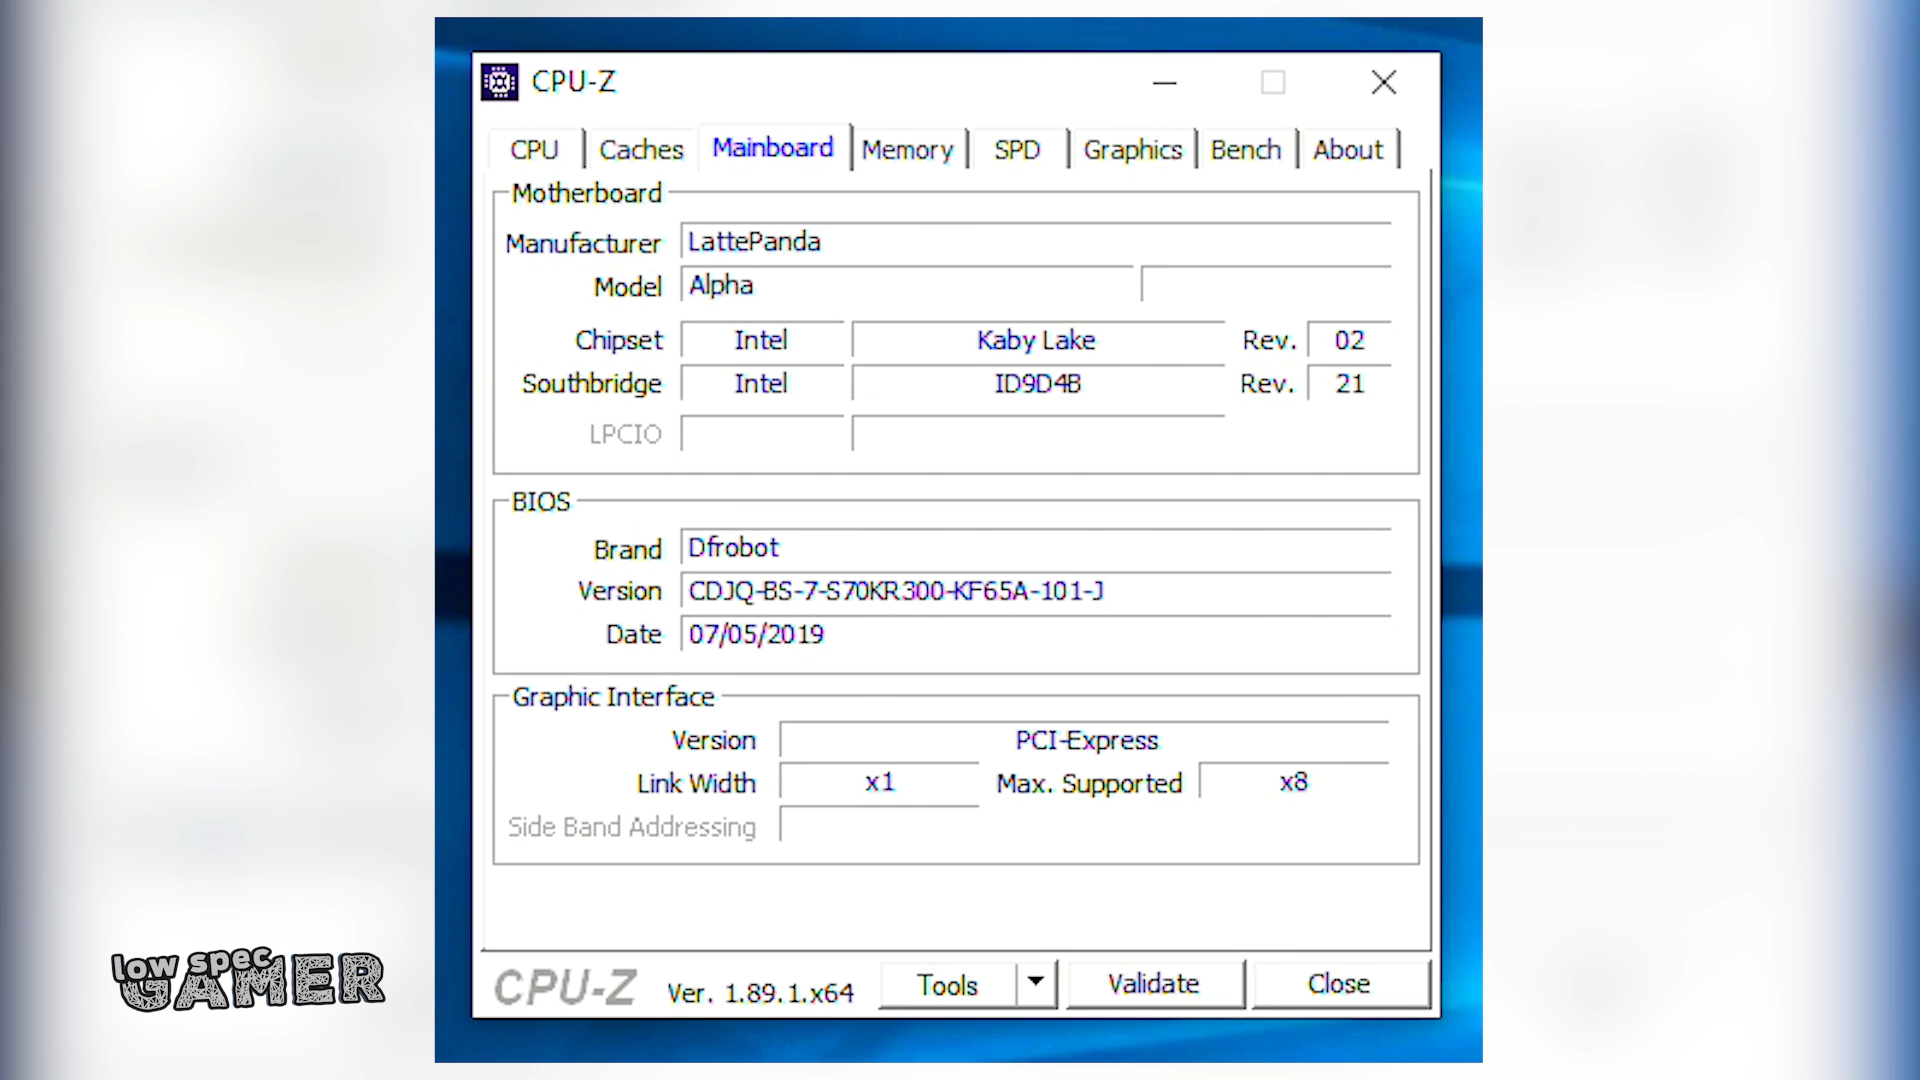 CPU-Z
CPU Caches Mainboard Memory SPD Graphics Bench About
Motherboard
Manufacturer LattePanda
Model Alpha
Chipset Intel Kaby Lake Rev. 02
Southbridge Intel ID9D4B Rev. 21
LPCIO
BIOS
Brand Dfrobot
Version CDJQ-BS-7-S70KR300-KF65A-101-J
Date 07/05/2019
Graphic Interface
Version PCI-Express
Link Width x1 Max. Supported x8
Side Band Addressing
CPU-Z Ver. 1.89.1.x64 Tools Validate Close
low spec
GAMER